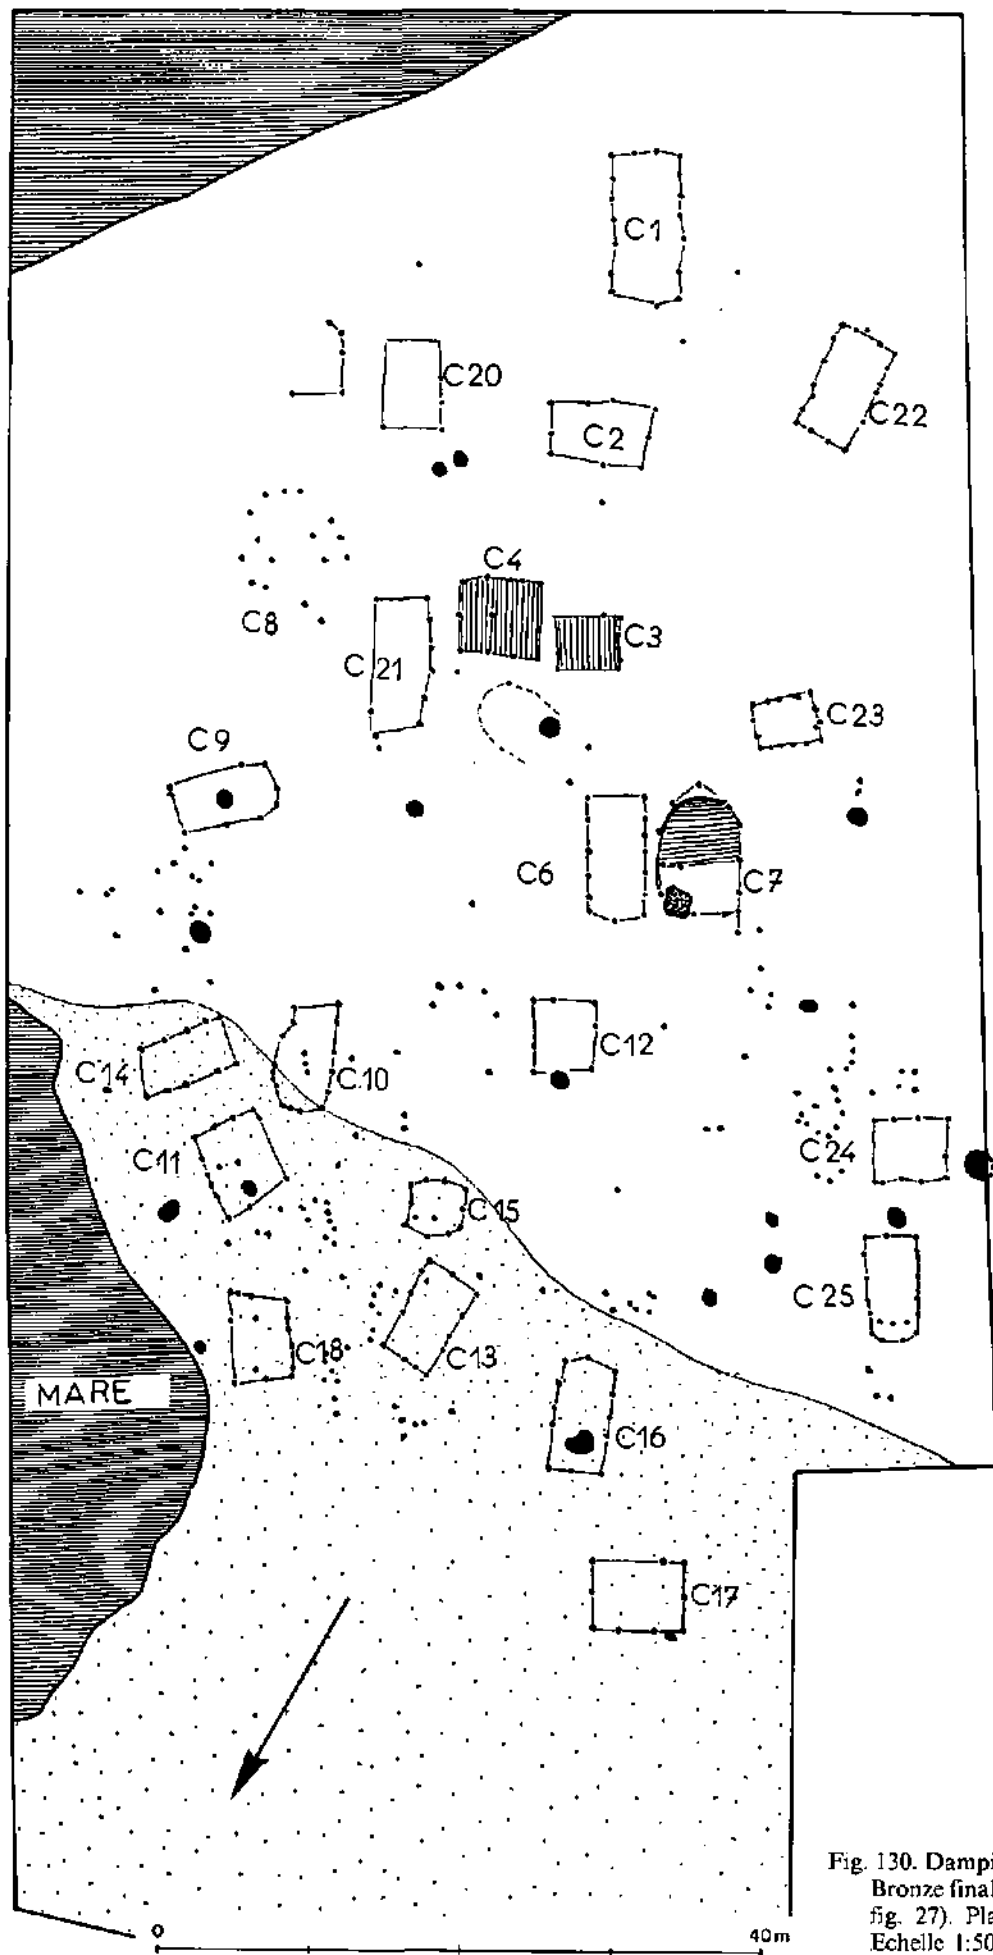 C1
C20
C2
C22
C4
C8
C3
C21
C23
C9
C6
C7
C12
C14
C10
C11
C24
C15
C25
C18
C13
MARE
C16
C17
Fig. 130. Dampi
Bronze final
fig. 27). Pla
0
40m
Echelle 1:50